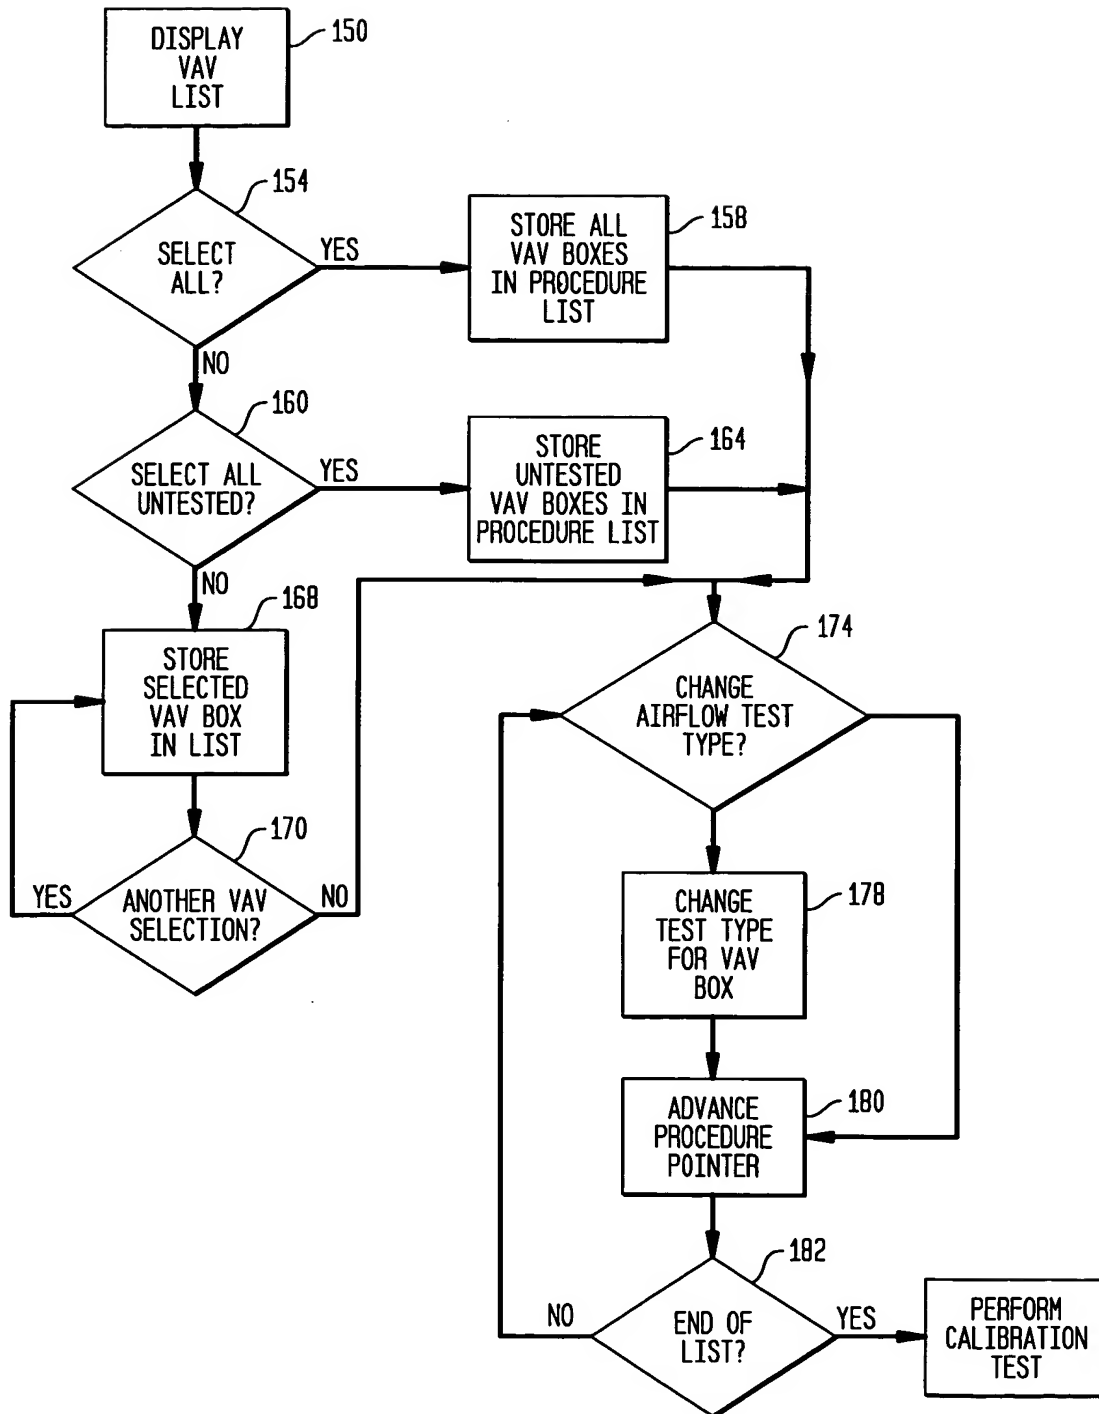 DISPLAY
VAV
LIST
150
154
SELECT
ALL?
YES
NO
STORE ALL
VAV BOXES
IN PROCEDURE
LIST
158
160
SELECT ALL
UNTESTED?
YES
NO
STORE
UNTESTED
VAV BOXES IN
PROCEDURE LIST
164
168
STORE
SELECTED
VAV BOX
IN LIST
170
ANOTHER VAV
SELECTION?
YES
NO
174
CHANGE
AIRFLOW TEST
TYPE?
CHANGE
TEST TYPE
FOR VAV
BOX
178
ADVANCE
PROCEDURE
POINTER
180
182
END OF
LIST?
NO
YES
PERFORM
CALIBRATION
TEST